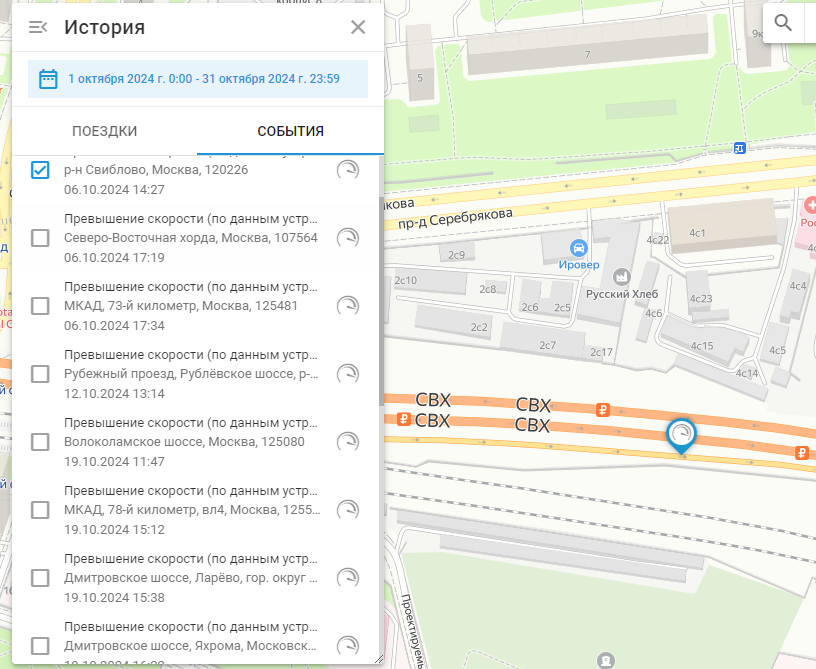 История
1 октября 2024 г. 0:00 - 31 октября 2024 г. 23:59
ПОЕЗДКИ
СОБЫТИЯ
р-н Свиблово, Москва, 120226
06.10.2024 14:27
Превышение скорости (по данным устр...
Северо-Восточная хорда, Москва, 107564
06.10.2024 17:19
Превышение скорости (по данным устр...
МКАД, 73-й километр, Москва, 125481
06.10.2024 17:34
Превышение скорости (по данным устр...
Рубежный проезд, Рублёвское шоссе, р-...
12.10.2024 13:14
Превышение скорости (по данным устр...
Волоколамское шоссе, Москва, 125080
19.10.2024 11:47
Превышение скорости (по данным устр...
МКАД, 78-й километр, вл4, Москва, 1255...
19.10.2024 15:12
Превышение скорости (по данным устр...
Дмитровское шоссе, Ларёво, гор. округ ...
19.10.2024 15:38
Превышение скорости (по данным устр...
Дмитровское шоссе, Яхрома, Московск...
5
7
9к
якова
пр-д Серебрякова
2с9
Ировер
4с22
4с1
Рос
2с10
2с8
Русский Хлеб
4с23
4с4
2с6
2с5
4с6
2с2
2с7
2с17
4с15
4с5
4с14
СВХ
СВХ
СВХ
СВХ
Проектируемы